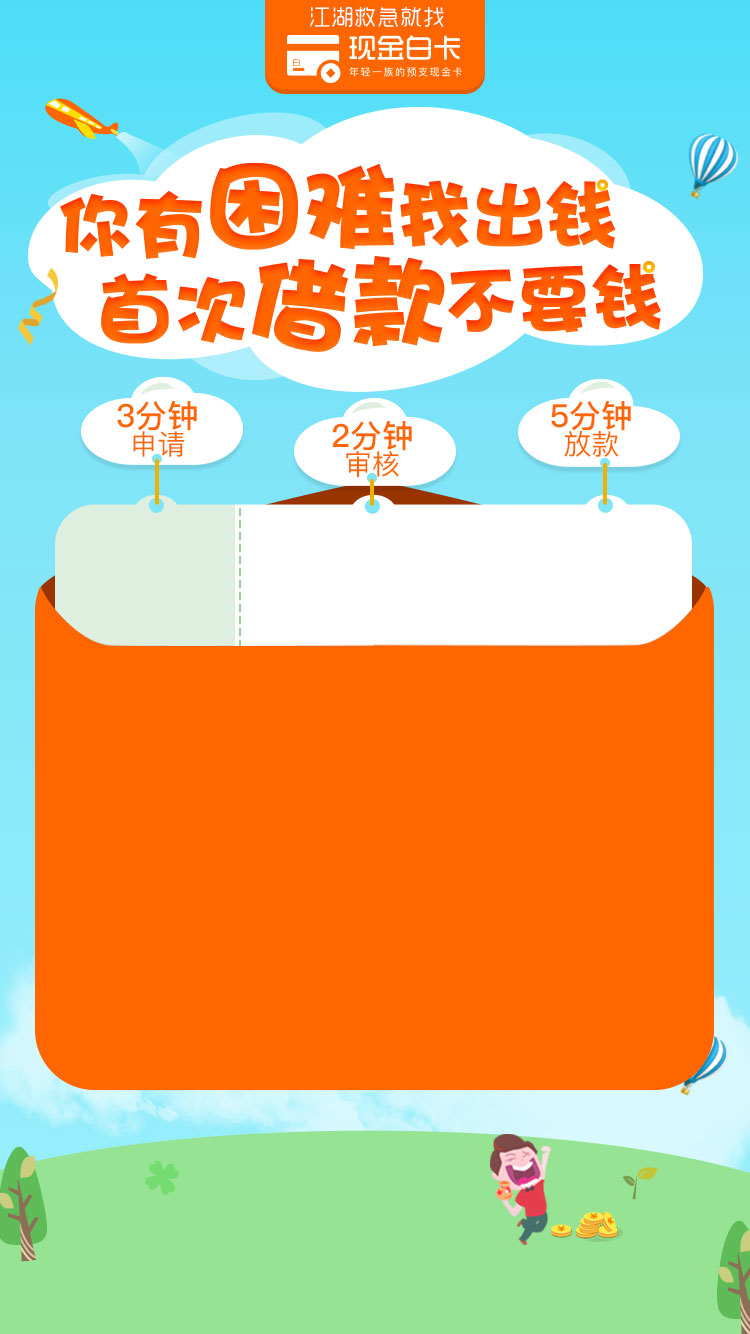 江湖救急就找
现金白卡
白
年轻一族的预支现金卡
你有困难我出钱
首次借款不要钱
3分钟
申请
2分钟
审核
5分钟
放款